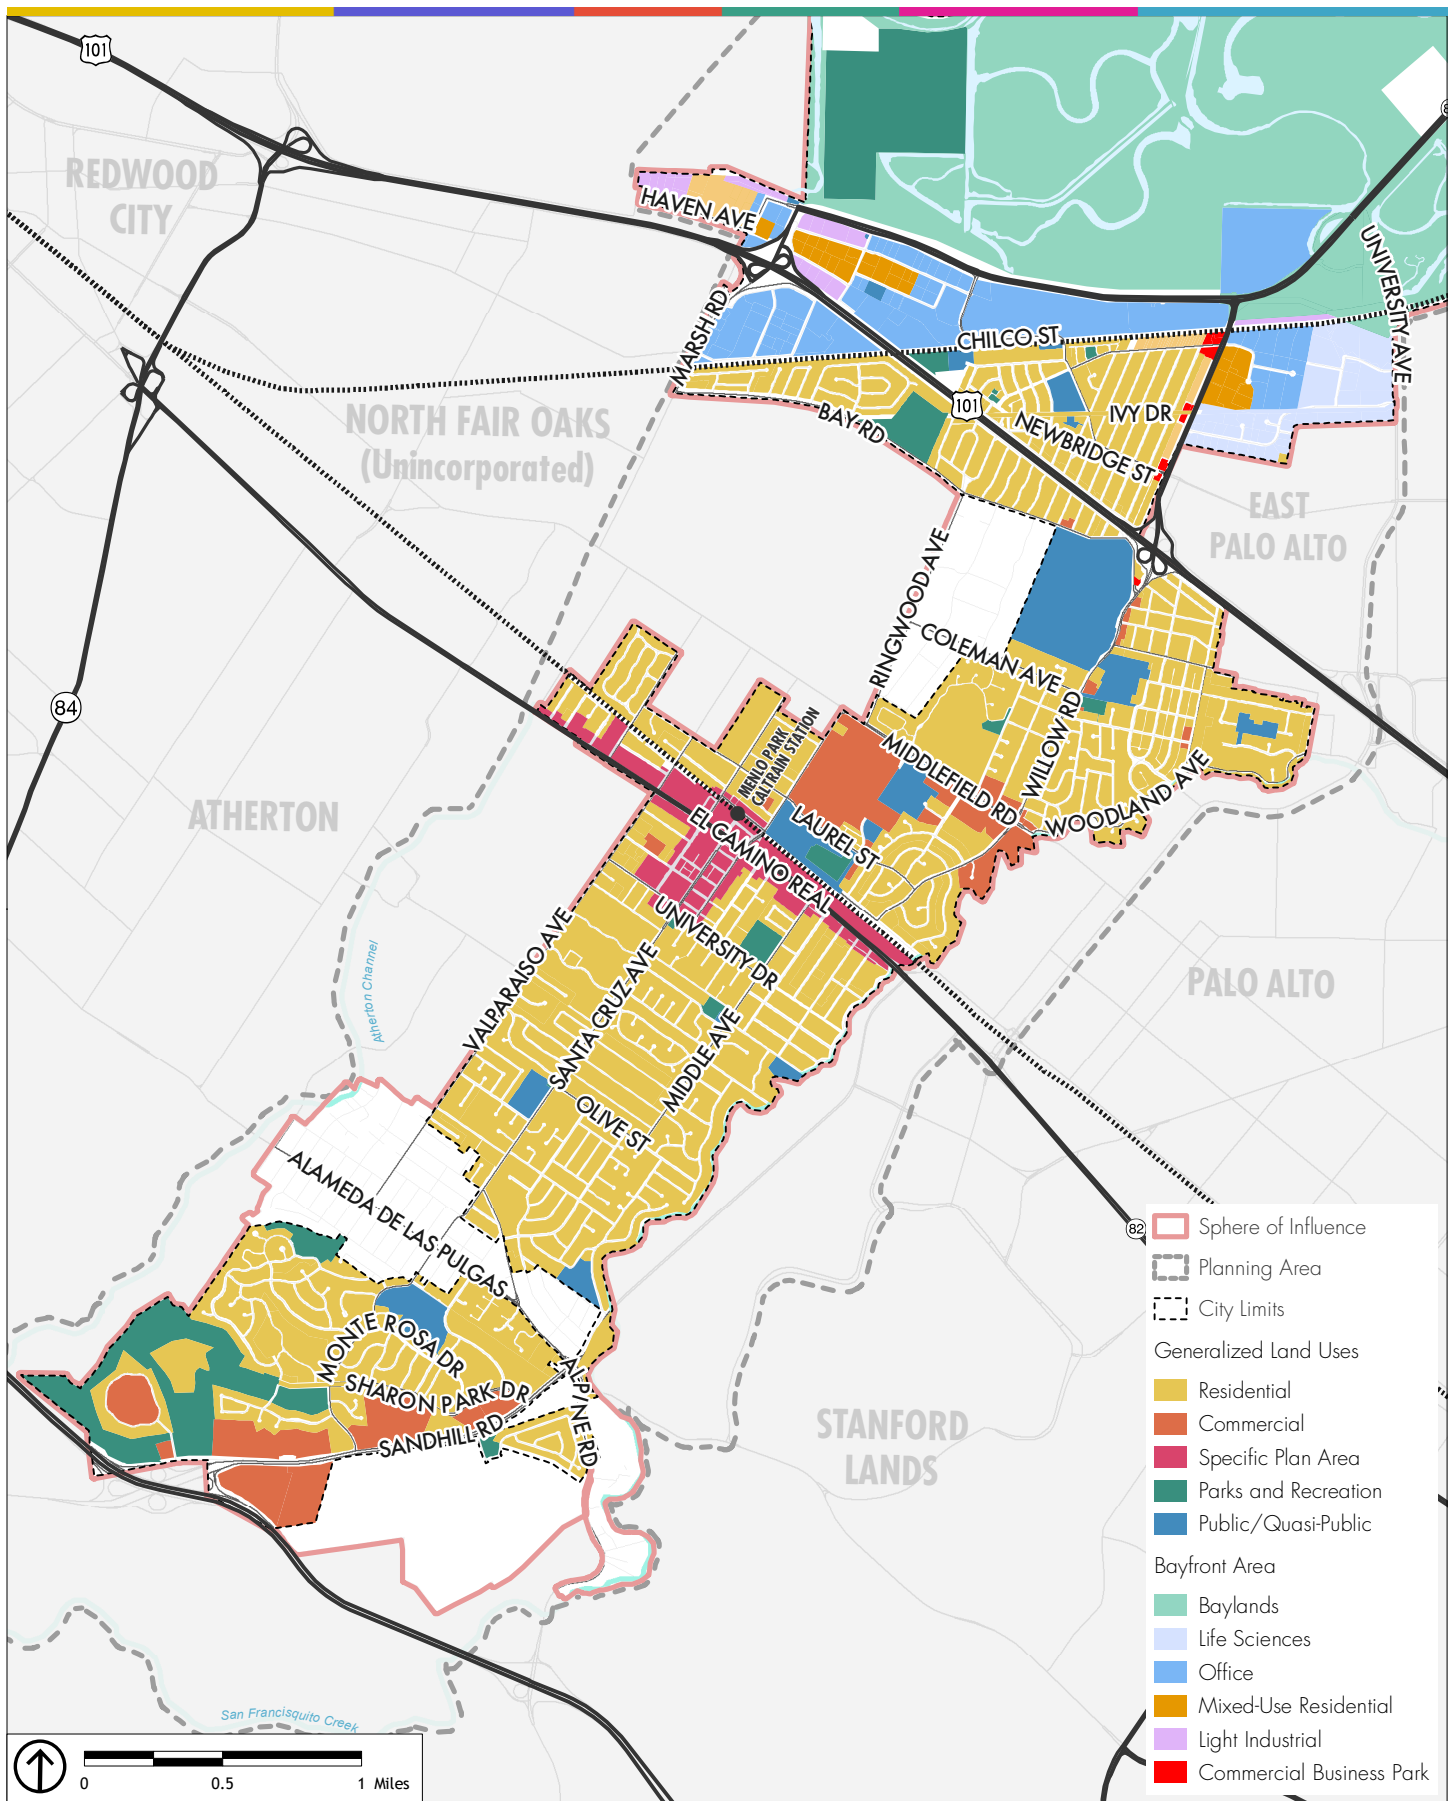 101
REDWOOD
CITY
HAVEN AVE
UNIVERSITY AVE
MARSH RD
CHILCO ST
NORTH FAIR OAKS
(Unincorporated)
BAY RD
101
IVY DR
NEWBRIDGE ST
EAST
PALO ALTO
RINGWOOD AVE
COLEMAN AVE
84
WILLOW RD
MENLO PARK
CALTRAIN STATION
MIDDLEFIELD RD
WOODLAND AVE
ATHERTON
LAUREL ST
EL CAMINO REAL
UNIVERSITY DR
VALPARAISO AVE
SANTA CRUZ AVE
Atherton Channel
PALO ALTO
MIDDLE AVE
OLIVE ST
ALAMEDA DE LAS PULGAS
82
MONTE ROSA DR
SHARON PARK DR
SANDHILL RD
ALPINE RD
STANFORD
LANDS
San Francisquito Creek
0 0.5 1 Miles
Sphere of Influence
Planning Area
City Limits
Generalized Land Uses
Residential
Commercial
Specific Plan Area
Parks and Recreation
Public/Quasi-Public
Bayfront Area
Baylands
Life Sciences
Office
Mixed-Use Residential
Light Industrial
Commercial Business Park